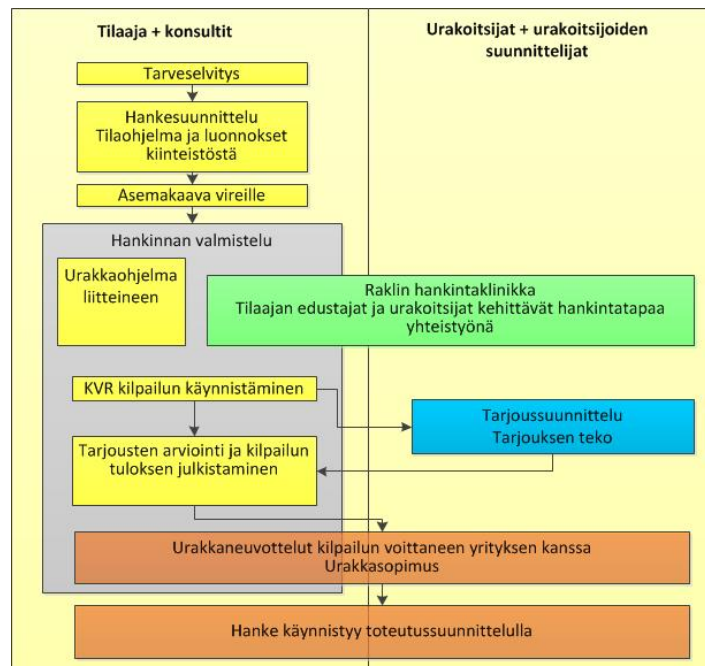 Tilaaja + konsultit
Urakoitsijat + urakoitsijoiden
suunnittelijat
Tarveselvitys
Hankesuunnittelu
Tilaohjelma ja luonnokset
kiinteistöstä
Asemakaava vireille
Hankinnan valmistelu
Urakkaohjelma
liitteineen
Raklin hankintaklinikka
Tilaajan edustajat ja urakoitsijat kehittävät hankintatapaa
yhteistyönä
KVR kilpailun käynnistäminen
Tarjoussuunnittelu
Tarjouksen teko
Tarjousten arviointi ja kilpailun
tuloksen julkistaminen
Urakkaneuvottelut kilpailun voittaneen yrityksen kanssa
Urakkasopimus
Hanke käynnistyy toteutussuunnittelulla